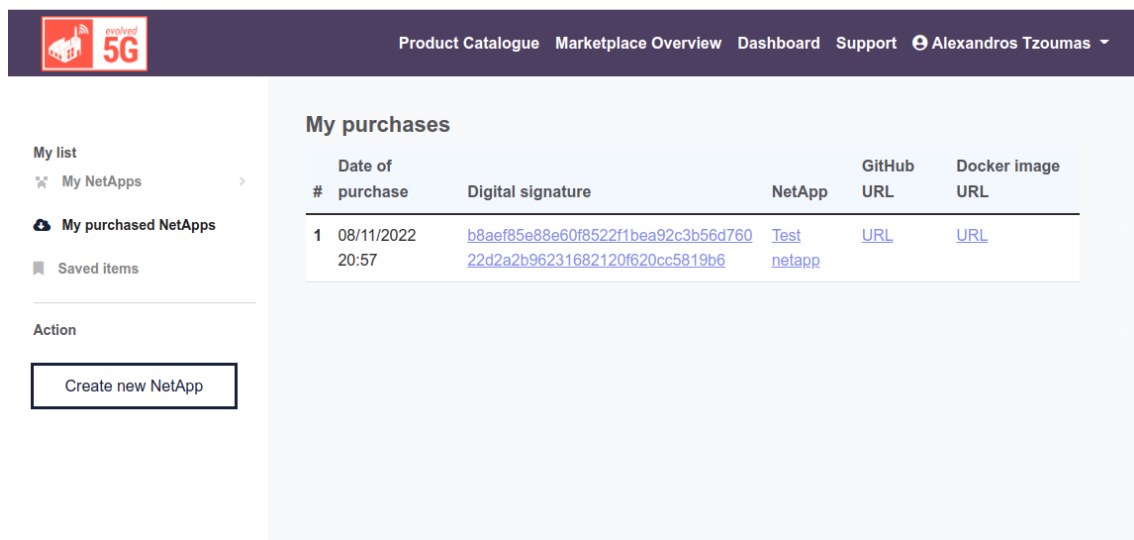 evolved
5G
Product Catalogue Marketplace Overview Dashboard Support Alexandros Tzoumas
My list
My NetApps
My purchased NetApps
Saved items
Action
Create new NetApp
My purchases
# Date of purchase Digital signature NetApp GitHub URL Docker image URL
1 08/11/2022 b8aef85e88e60f8522f1bea92c3b56d760 Test URL URL
20:57 22d2a2b96231682120f620cc5819b6 netapp